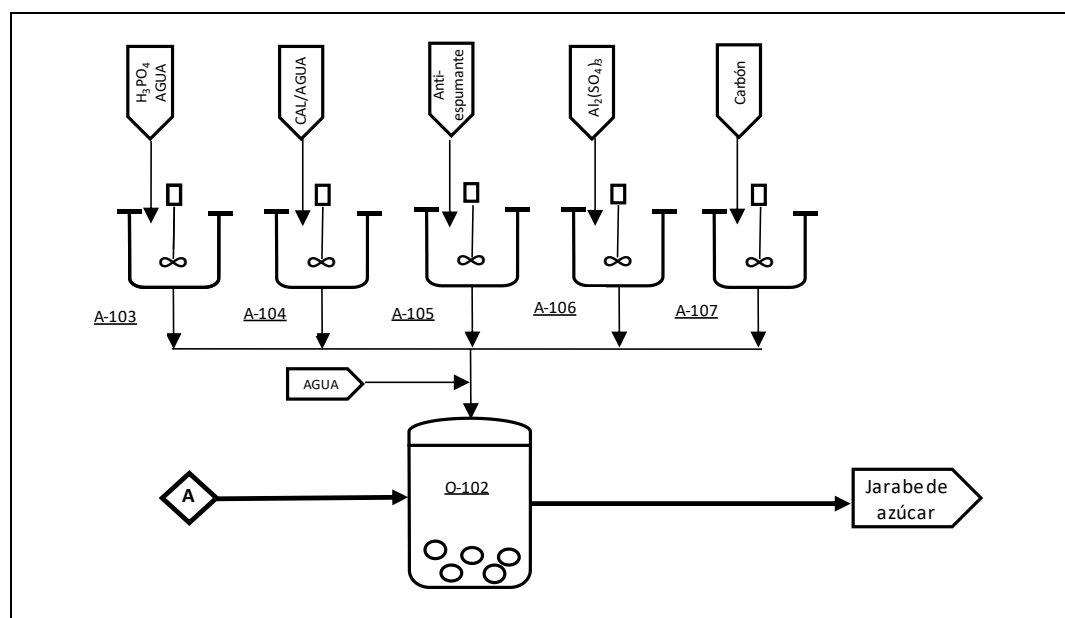 H₃PO₄
AGUA
CAL/AGUA
Anti-
espumante
Al₂(SO₄)₃
Carbón
A-103
A-104
A-105
A-106
A-107
AGUA
A
O-102
Jarabe de
azúcar